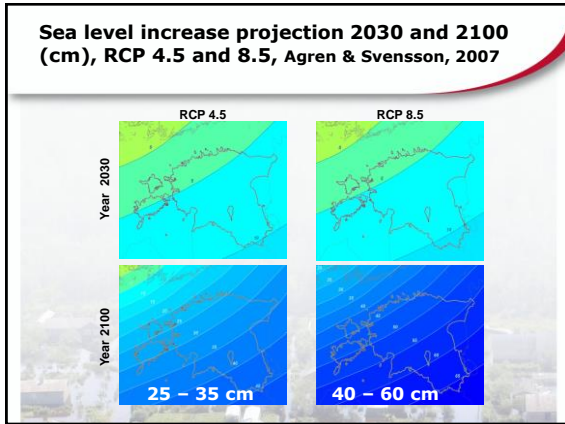 Sea level increase projection 2030 and 2100
(cm), RCP 4.5 and 8.5, Agren & Svensson, 2007
RCP 4.5
RCP 8.5
Year 2030
Year 2100
25 – 35 cm
40 – 60 cm